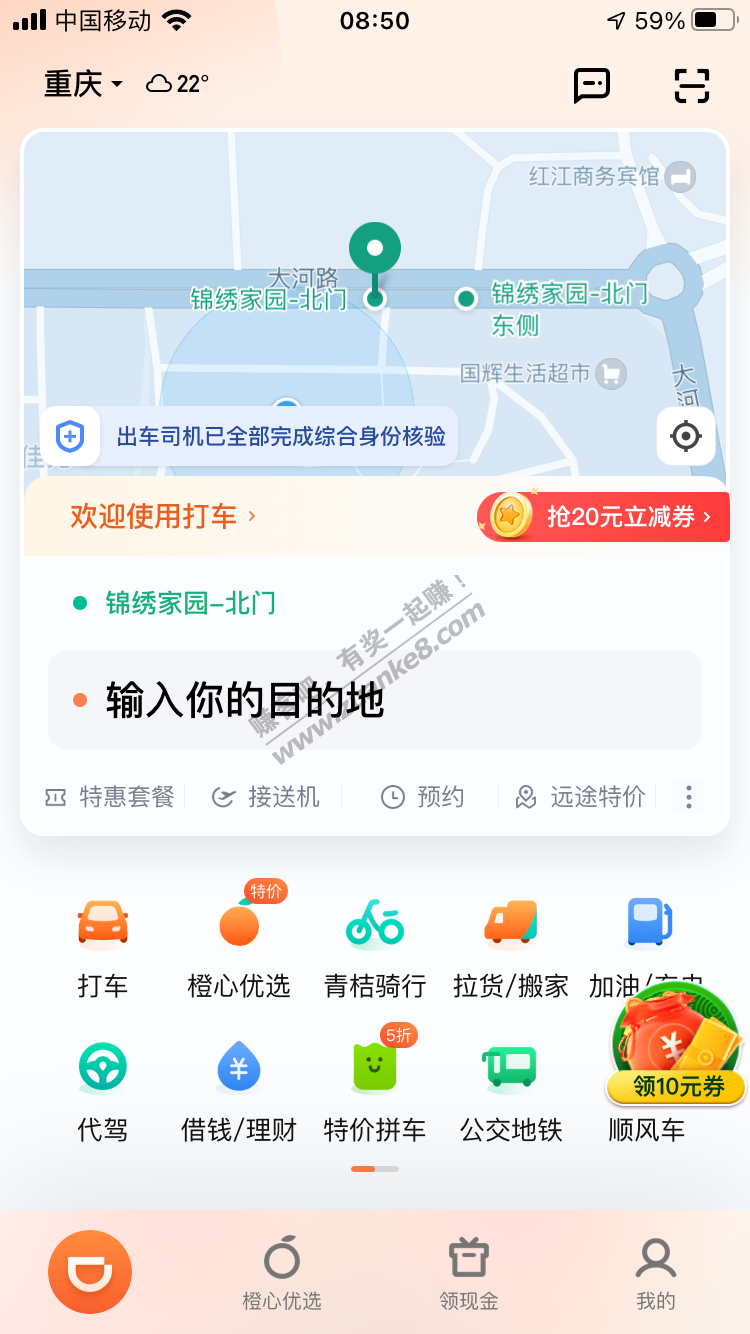 中国移动 08:50 59%
重庆 22°
红江商务宾馆
大河路
锦绣家园-北门
锦绣家园-北门
东侧
国辉生活超市
大河
出车司机已全部完成综合身份核验
欢迎使用打车 ›
抢20元立减券 ›
锦绣家园-北门
输入你的目的地
有奖一起赚！
www.zuanke8.com
特惠套餐 接送机 预约 远途特价
特价
打车 橙心优选 青桔骑行 拉货/搬家 加油/充电
5折
领10元券
代驾 借钱/理财 特价拼车 公交地铁 顺风车
橙心优选 领现金 我的